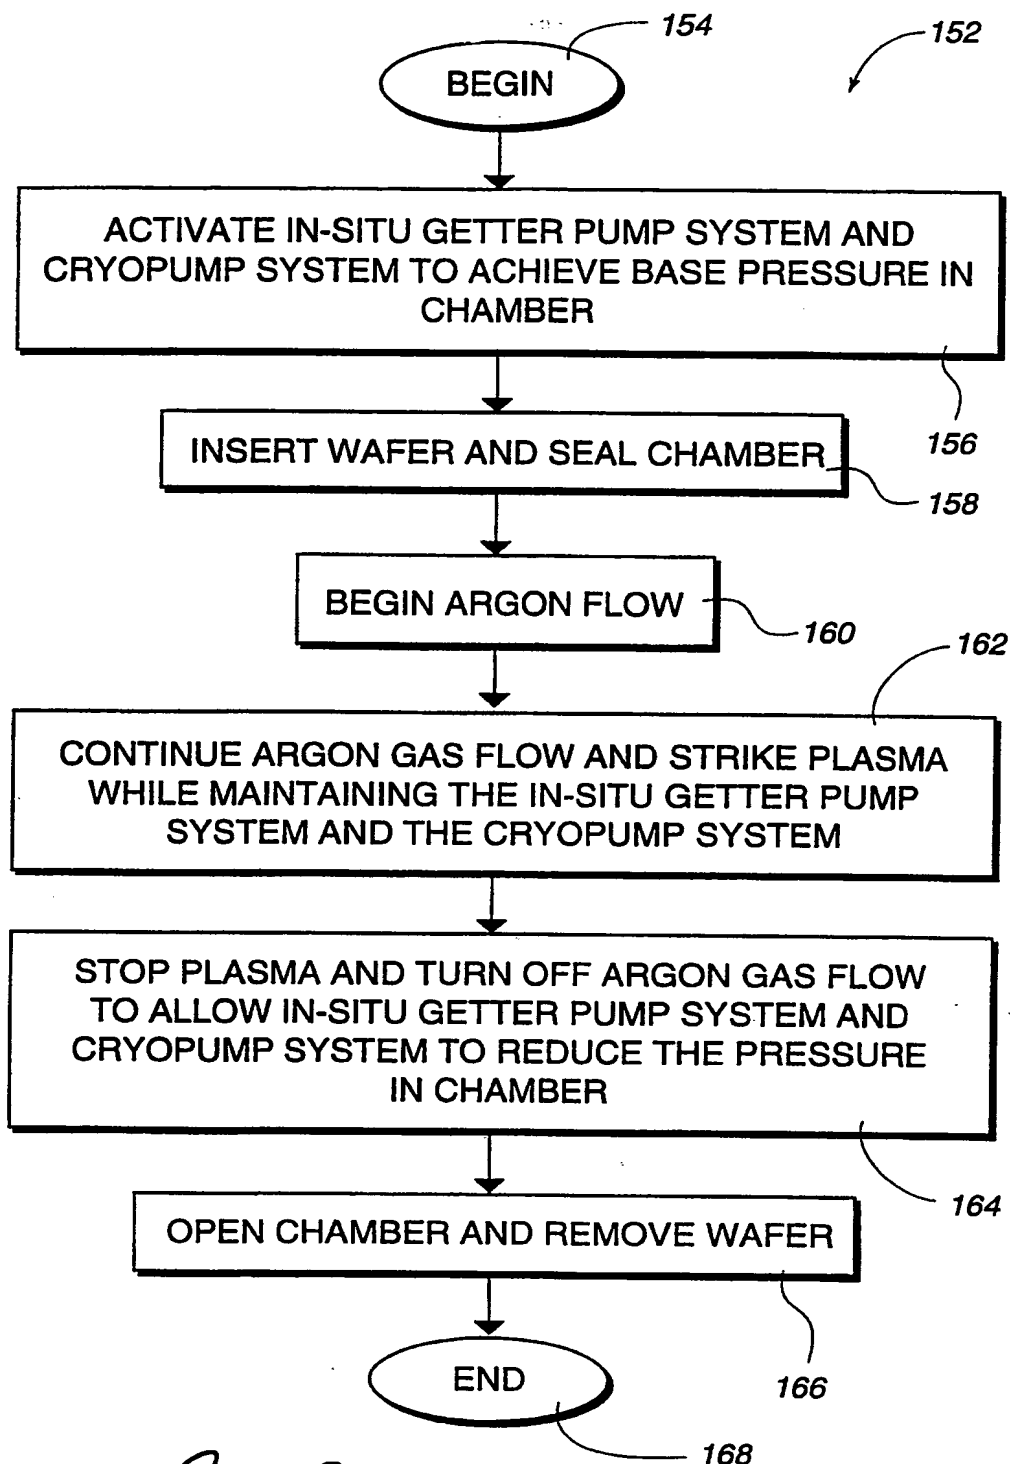 154
152
BEGIN
ACTIVATE IN-SITU GETTER PUMP SYSTEM AND
CRYOPUMP SYSTEM TO ACHIEVE BASE PRESSURE IN
CHAMBER
156
INSERT WAFER AND SEAL CHAMBER
158
BEGIN ARGON FLOW
160
162
CONTINUE ARGON GAS FLOW AND STRIKE PLASMA
WHILE MAINTAINING THE IN-SITU GETTER PUMP
SYSTEM AND THE CRYOPUMP SYSTEM
STOP PLASMA AND TURN OFF ARGON GAS FLOW
TO ALLOW IN-SITU GETTER PUMP SYSTEM AND
CRYOPUMP SYSTEM TO REDUCE THE PRESSURE
IN CHAMBER
164
OPEN CHAMBER AND REMOVE WAFER
166
END
168